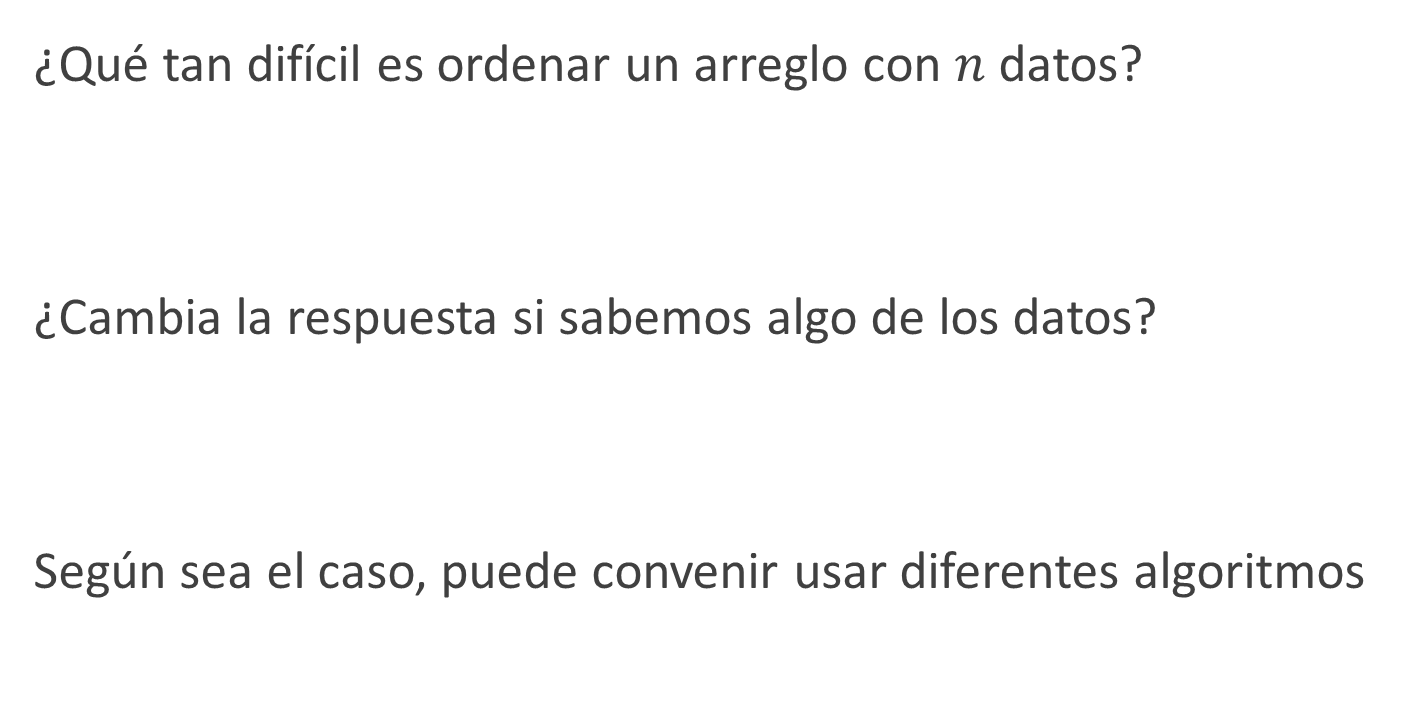 ¿Qué tan difícil es ordenar un arreglo con n datos?
¿Cambia la respuesta si sabemos algo de los datos?
Según sea el caso, puede convenir usar diferentes algoritmos